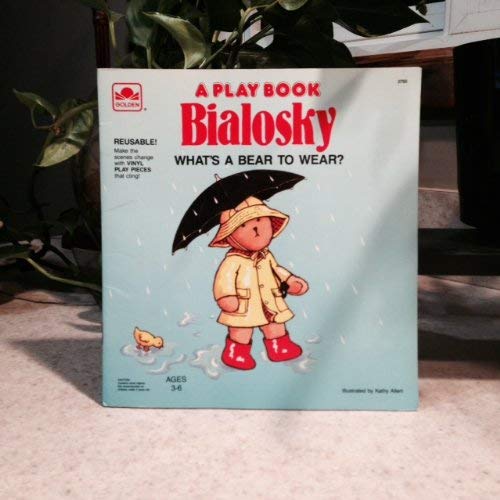 GOLDEN
A PLAY BOOK
Bialosky
WHAT'S A BEAR TO WEAR?
REUSABLE!
Make the
scenes change
with VINYL
PLAY PIECES
that cling!
AGES
3-6
Illustrated by Kathy Allert